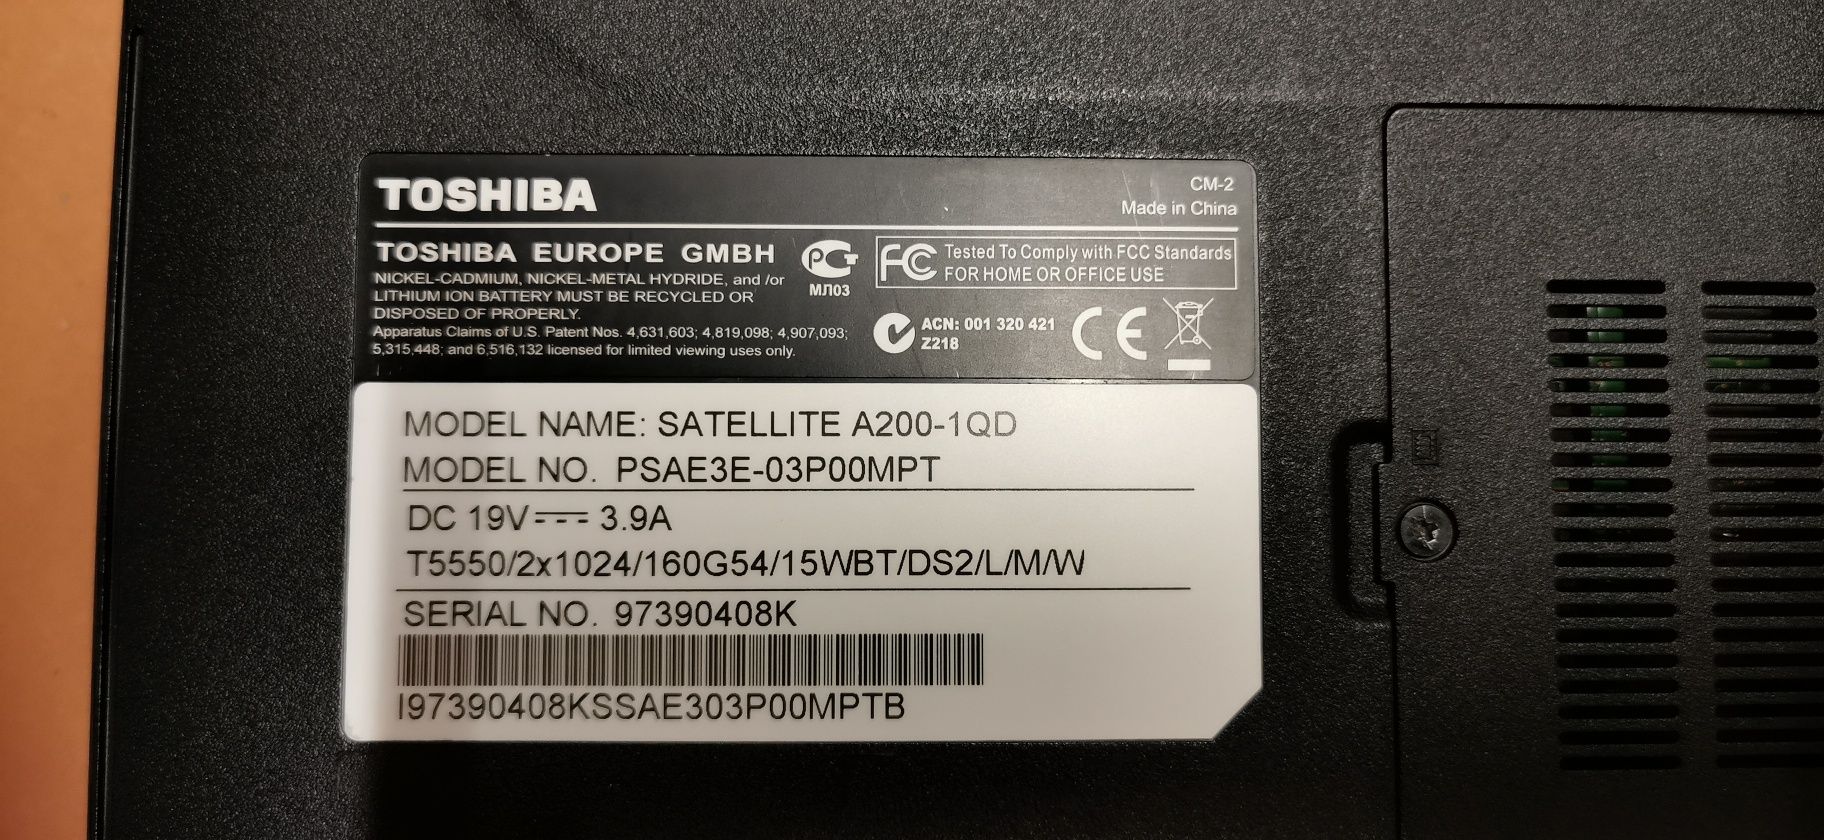 TOSHIBA
CM-2
Made in China
TOSHIBA EUROPE GMBH
NICKEL-CADMIUM, NICKEL-METAL HYDRIDE, and /or
LITHIUM ION BATTERY MUST BE RECYCLED OR
DISPOSED OF PROPERLY.
Apparatus Claims of U.S. Patent Nos. 4,631,603; 4,819,098; 4,907,093;
5,315,448; and 6,516,132 licensed for limited viewing uses only.
РСТ
МЛ03
FC Tested To Comply with FCC Standards
FOR HOME OR OFFICE USE
ACN: 001 320 421
Z218
CE
MODEL NAME: SATELLITE A200-1QD
MODEL NO. PSAE3E-03P00MPT
DC 19V⎓ 3.9A
T5550/2x1024/160G54/15WBT/DS2/L/M/W
SERIAL NO. 97390408K
I97390408KSSAE303P00MPTB